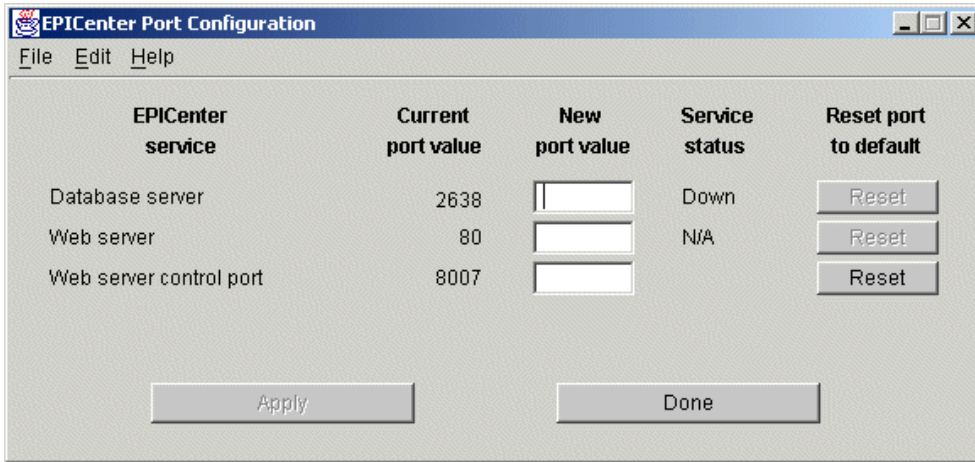 EPICenter Port Configuration
File Edit Help
EPICenter service Current port value New port value Service status Reset port to default
Database server 2638 Down Reset
Web server 80 N/A Reset
Web server control port 8007 Reset
Apply Done